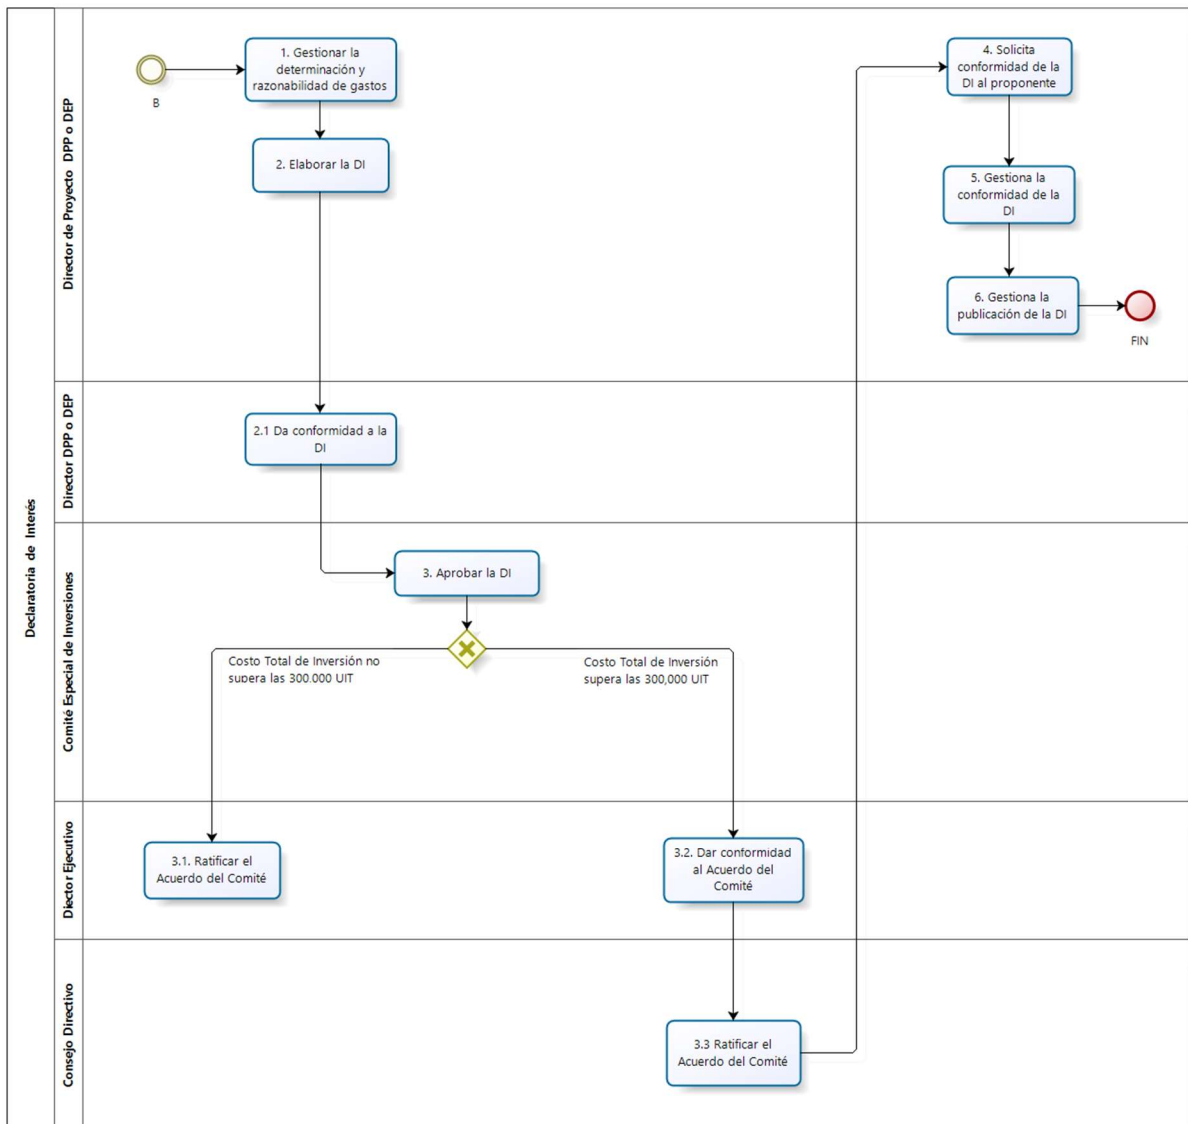 Declaratoria de Interés
Director de Proyecto DPP o DEP
B
1. Gestionar la
determinación y
razonabilidad de gastos
2. Elaborar la DI
4. Solicita
conformidad de la
DI al proponente
5. Gestiona la
conformidad de la
DI
6. Gestiona la
publicación de la DI
FIN
Director DPP o DEP
2.1 Da conformidad a la
DI
Comité Especial de Inversiones
3. Aprobar la DI
Costo Total de Inversión no
supera las 300.000 UIT
Costo Total de Inversión
supera las 300,000 UIT
Diector Ejecutivo
3.1. Ratificar el
Acuerdo del Comité
3.2. Dar conformidad
al Acuerdo del
Comité
Consejo Directivo
3.3 Ratificar el
Acuerdo del Comité